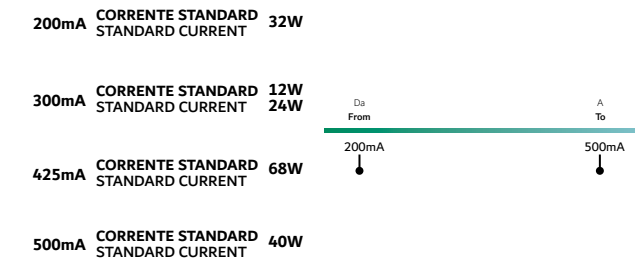 200mA CORRENTE STANDARD 32W
STANDARD CURRENT
300mA CORRENTE STANDARD 12W
STANDARD CURRENT 24W
425mA CORRENTE STANDARD 68W
STANDARD CURRENT
500mA CORRENTE STANDARD 40W
STANDARD CURRENT
Da A
From To
200mA 500mA